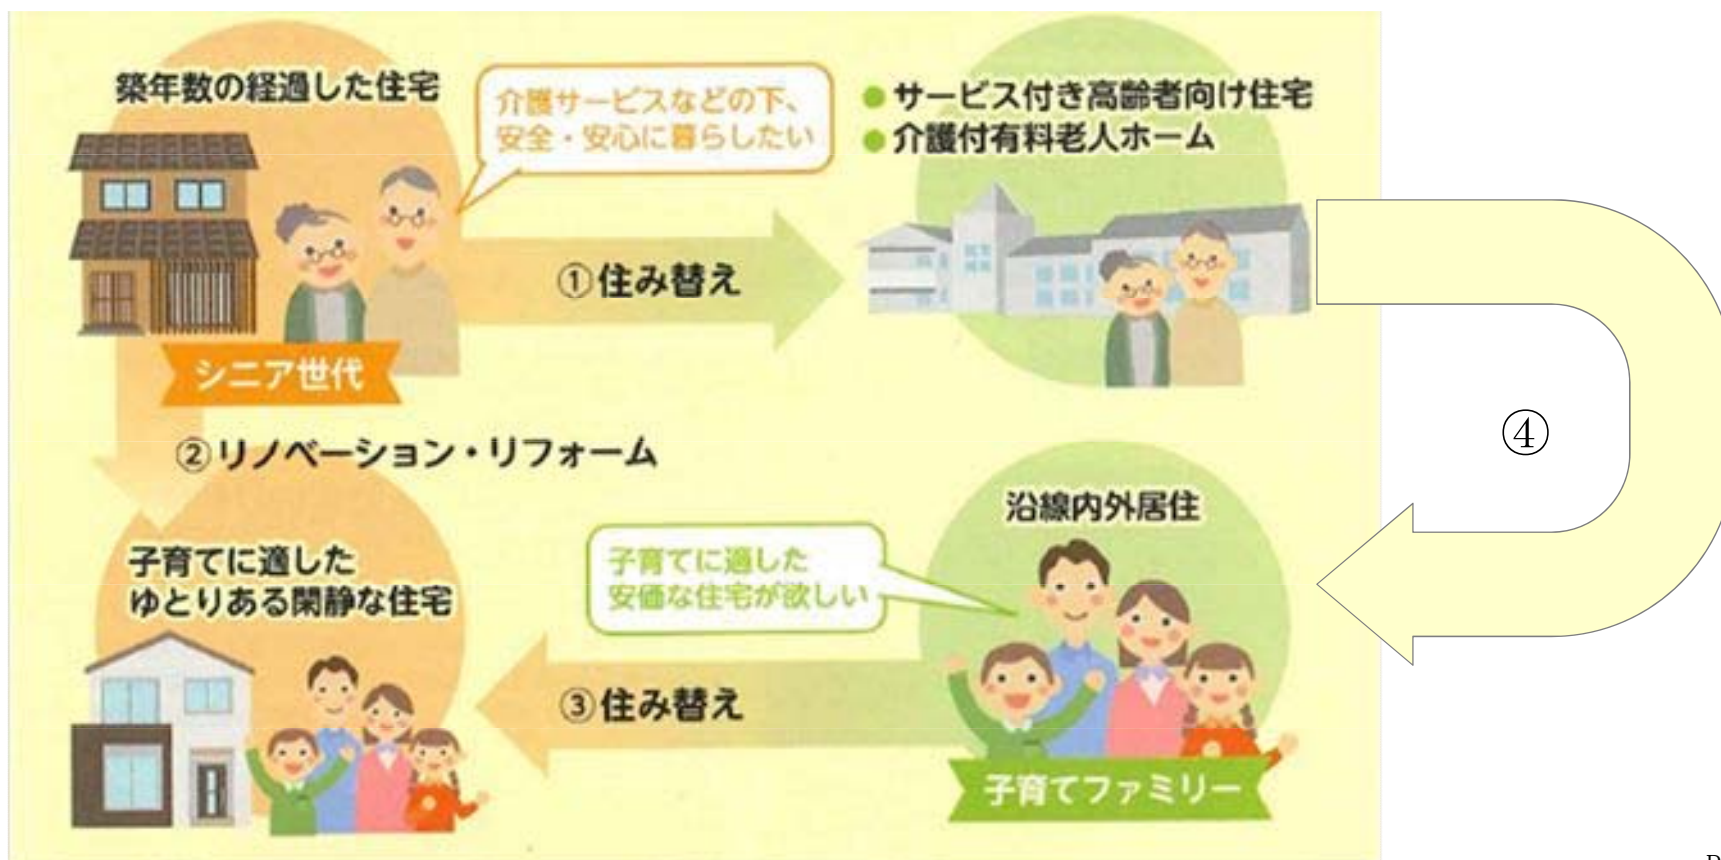 築年数の経過した住宅
介護サービスなどの下、
安全・安心に暮らしたい
●サービス付き高齢者向け住宅
●介護付有料老人ホーム
①住み替え
シニア世代
②リノベーション・リフォーム
④
沿線内外居住
子育てに適した
安価な住宅が欲しい
子育てに適した
ゆとりある閑静な住宅
③住み替え
子育てファミリー